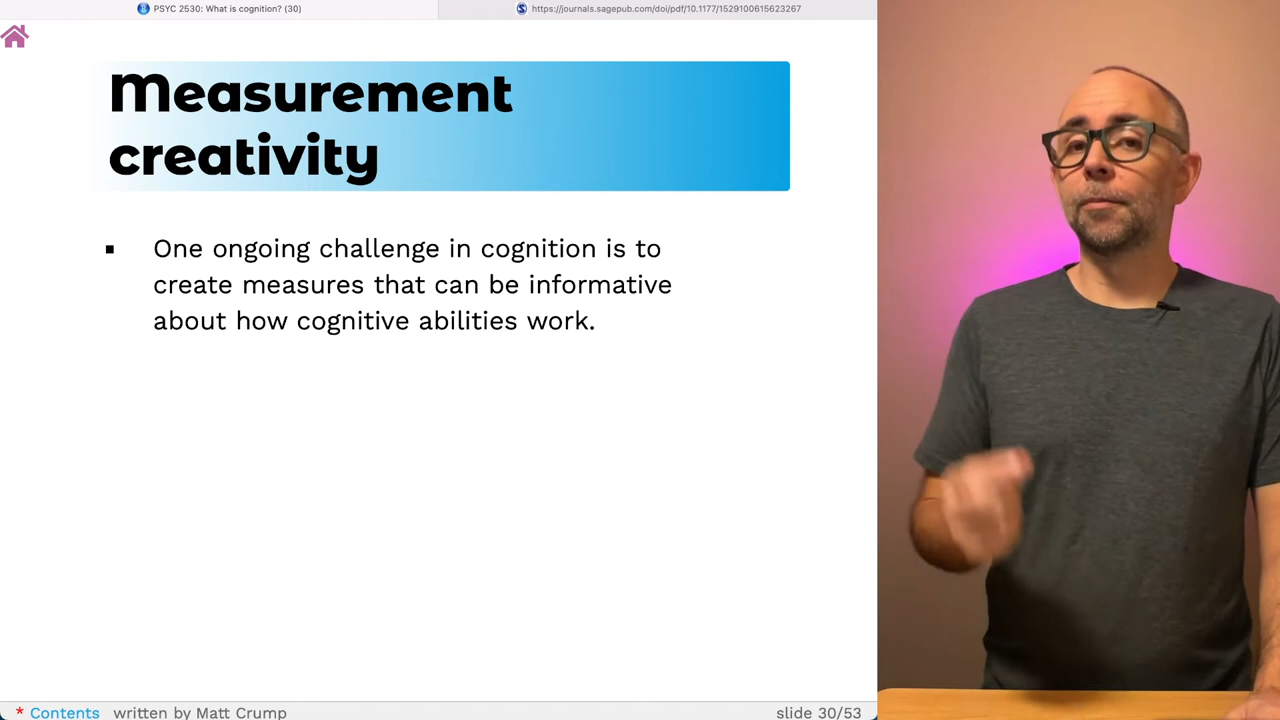 PSYC 2530: What is cognition? (30)
https://journals.sagepub.com/doi/pdf/10.1177/1529100615623267
Measurement
creativity
▪ One ongoing challenge in cognition is to
create measures that can be informative
about how cognitive abilities work.
* Contents written by Matt Crump
slide 30/53